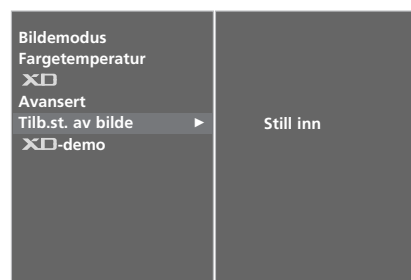 Bildemodus
Fargetemperatur
XD
Avansert
Tilb.st. av bilde ►
XD-demo
Still inn